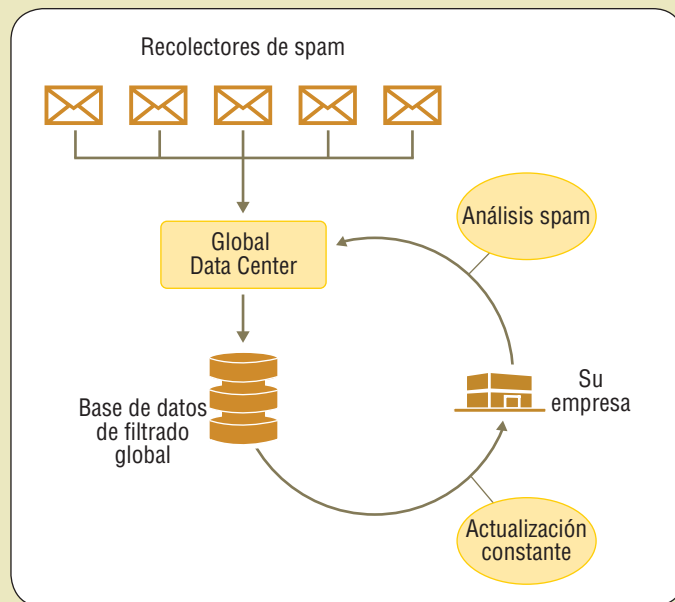 Recolectores de spam
Análisis spam
Global
Data Center
Su
empresa
Base de datos
de filtrado
global
Actualización
constante